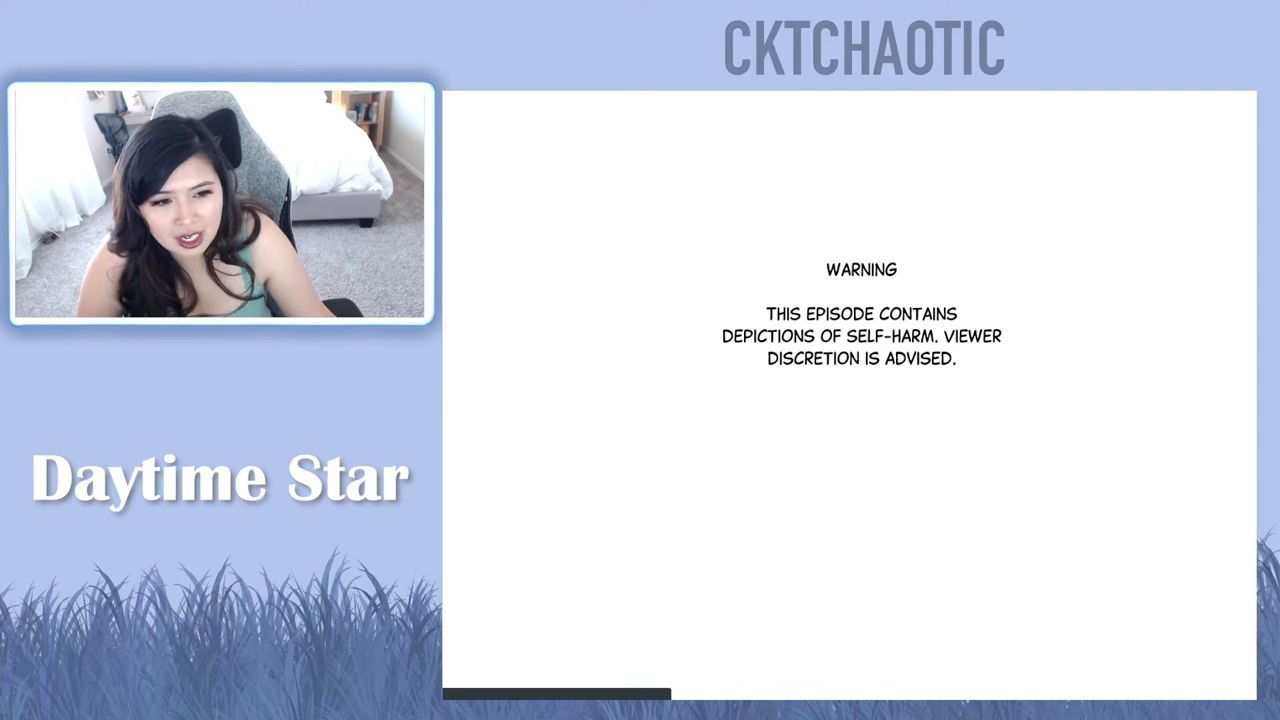 CKTCHAOTIC
WARNING
THIS EPISODE CONTAINS
DEPICTIONS OF SELF-HARM. VIEWER
DISCRETION IS ADVISED.
Daytime Star